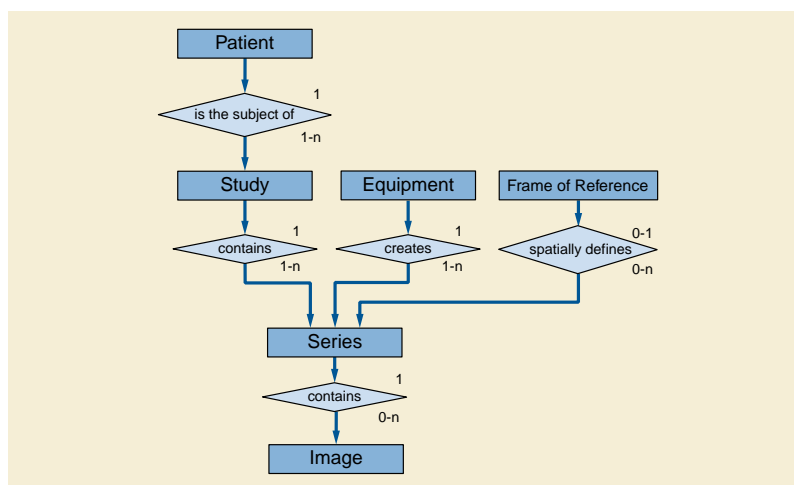 Patient
1
is the subject of
1-n
Study
Equipment
Frame of Reference
1
contains
1-n
1
creates
1-n
0-1
spatially defines
0-n
Series
1
contains
0-n
Image